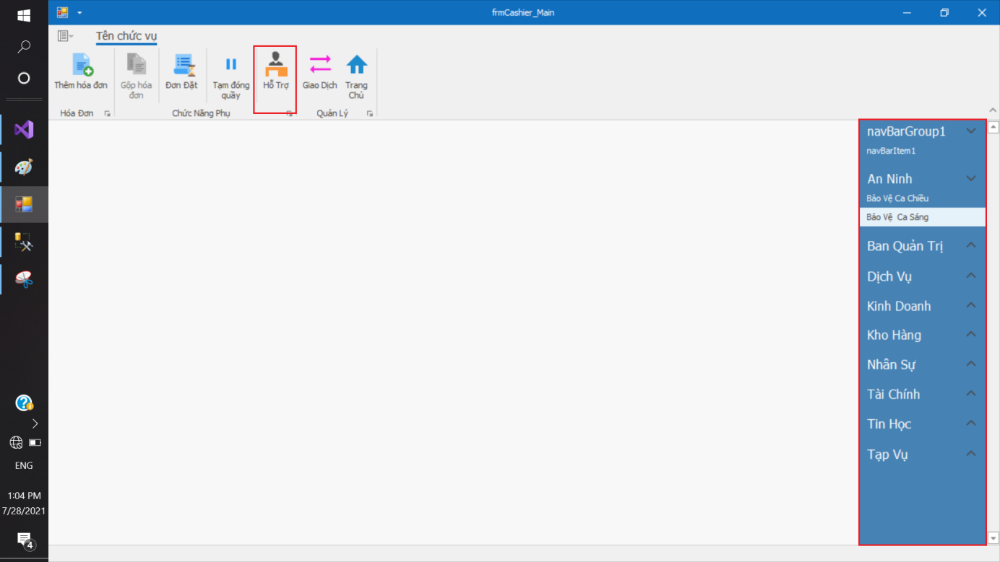 frmCashier_Main
Tên chức vụ
Thêm hóa đơn
Gộp hóa
đơn
Đơn Đặt
Tạm đóng
quầy
Hỗ Trợ
Giao Dịch
Trang
Chủ
Hóa Đơn
Chức Năng Phụ
Quản Lý
navBarGroup1
navBarItem1
An Ninh
Bảo Vệ Ca Chiều
Bảo Vệ Ca Sáng
Ban Quản Trị
Dịch Vụ
Kinh Doanh
Kho Hàng
Nhân Sự
Tài Chính
Tin Học
Tạp Vụ
ENG
1:04 PM
7/28/2021
4